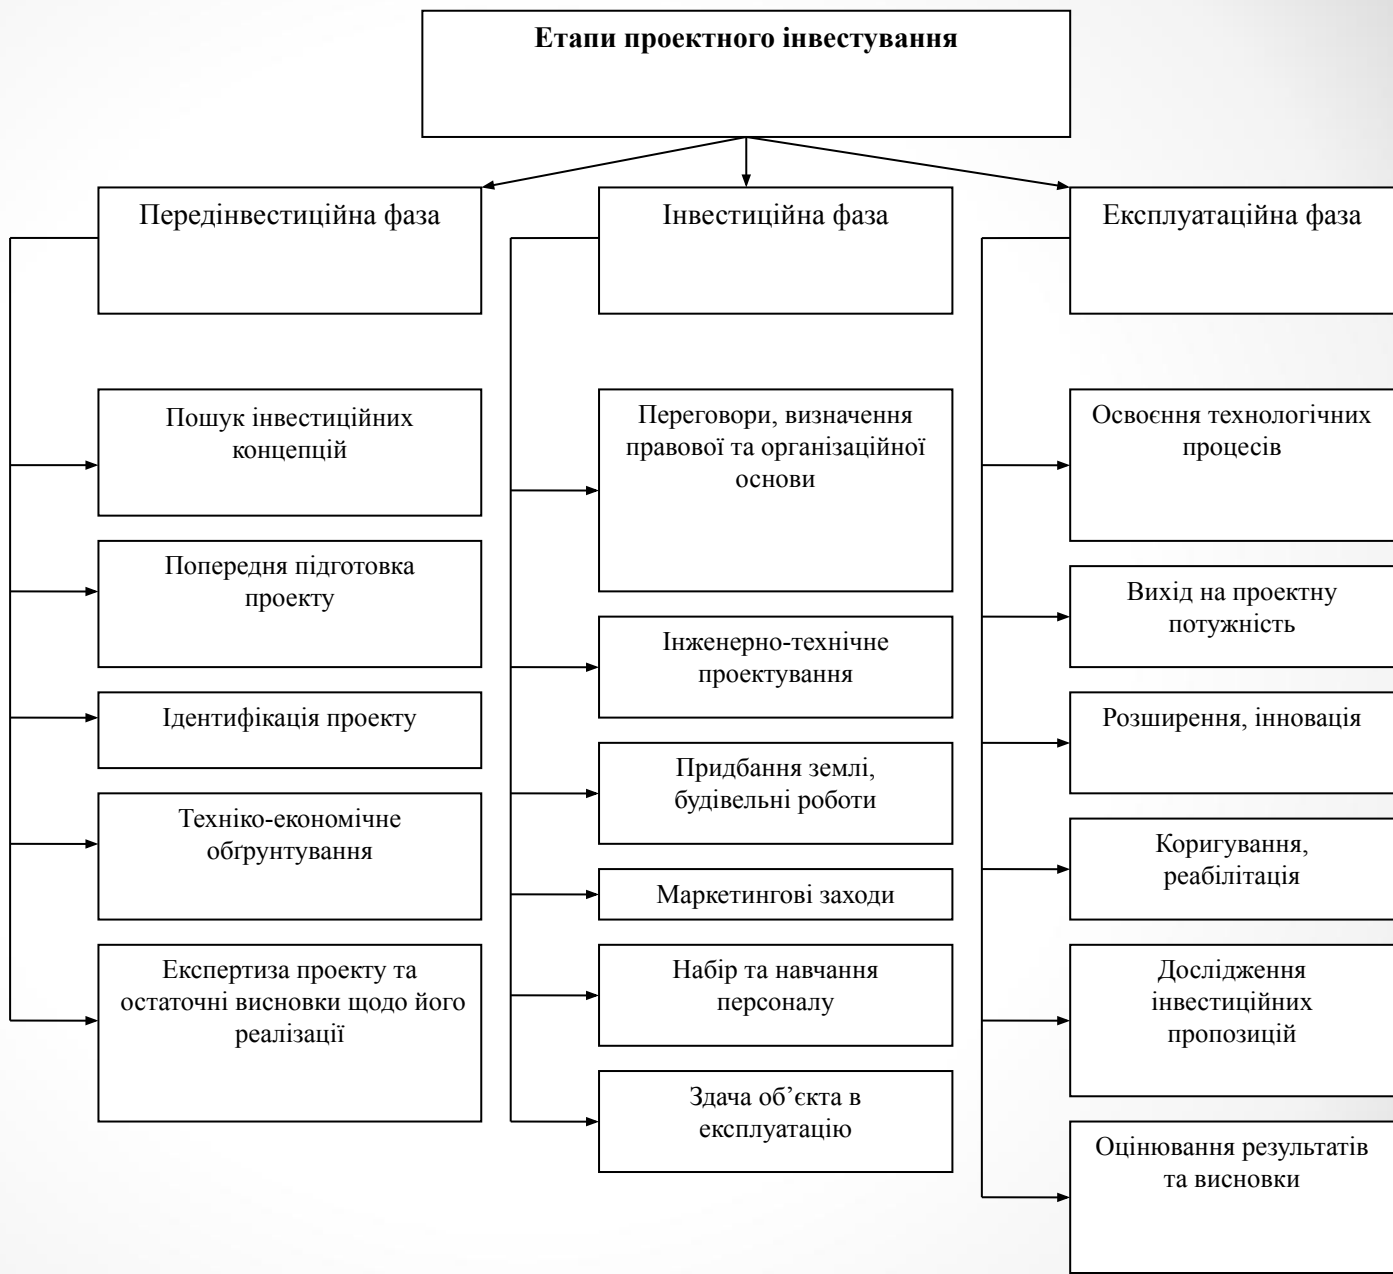 Етапи проектного інвестування
Передінвестиційна фаза
Пошук інвестиційних
концепцій
Попередня підготовка
проекту
Ідентифікація проекту
Техніко-економічне
обґрунтування
Експертиза проекту та
остаточні висновки щодо його
реалізації
Інвестиційна фаза
Переговори, визначення
правової та організаційної
основи
Інженерно-технічне
проектування
Придбання землі,
будівельні роботи
Маркетингові заходи
Набір та навчання
персоналу
Здача об’єкта в
експлуатацію
Експлуатаційна фаза
Освоєння технологічних
процесів
Вихід на проектну
потужність
Розширення, інновація
Коригування,
реабілітація
Дослідження
інвестиційних
пропозицій
Оцінювання результатів
та висновки